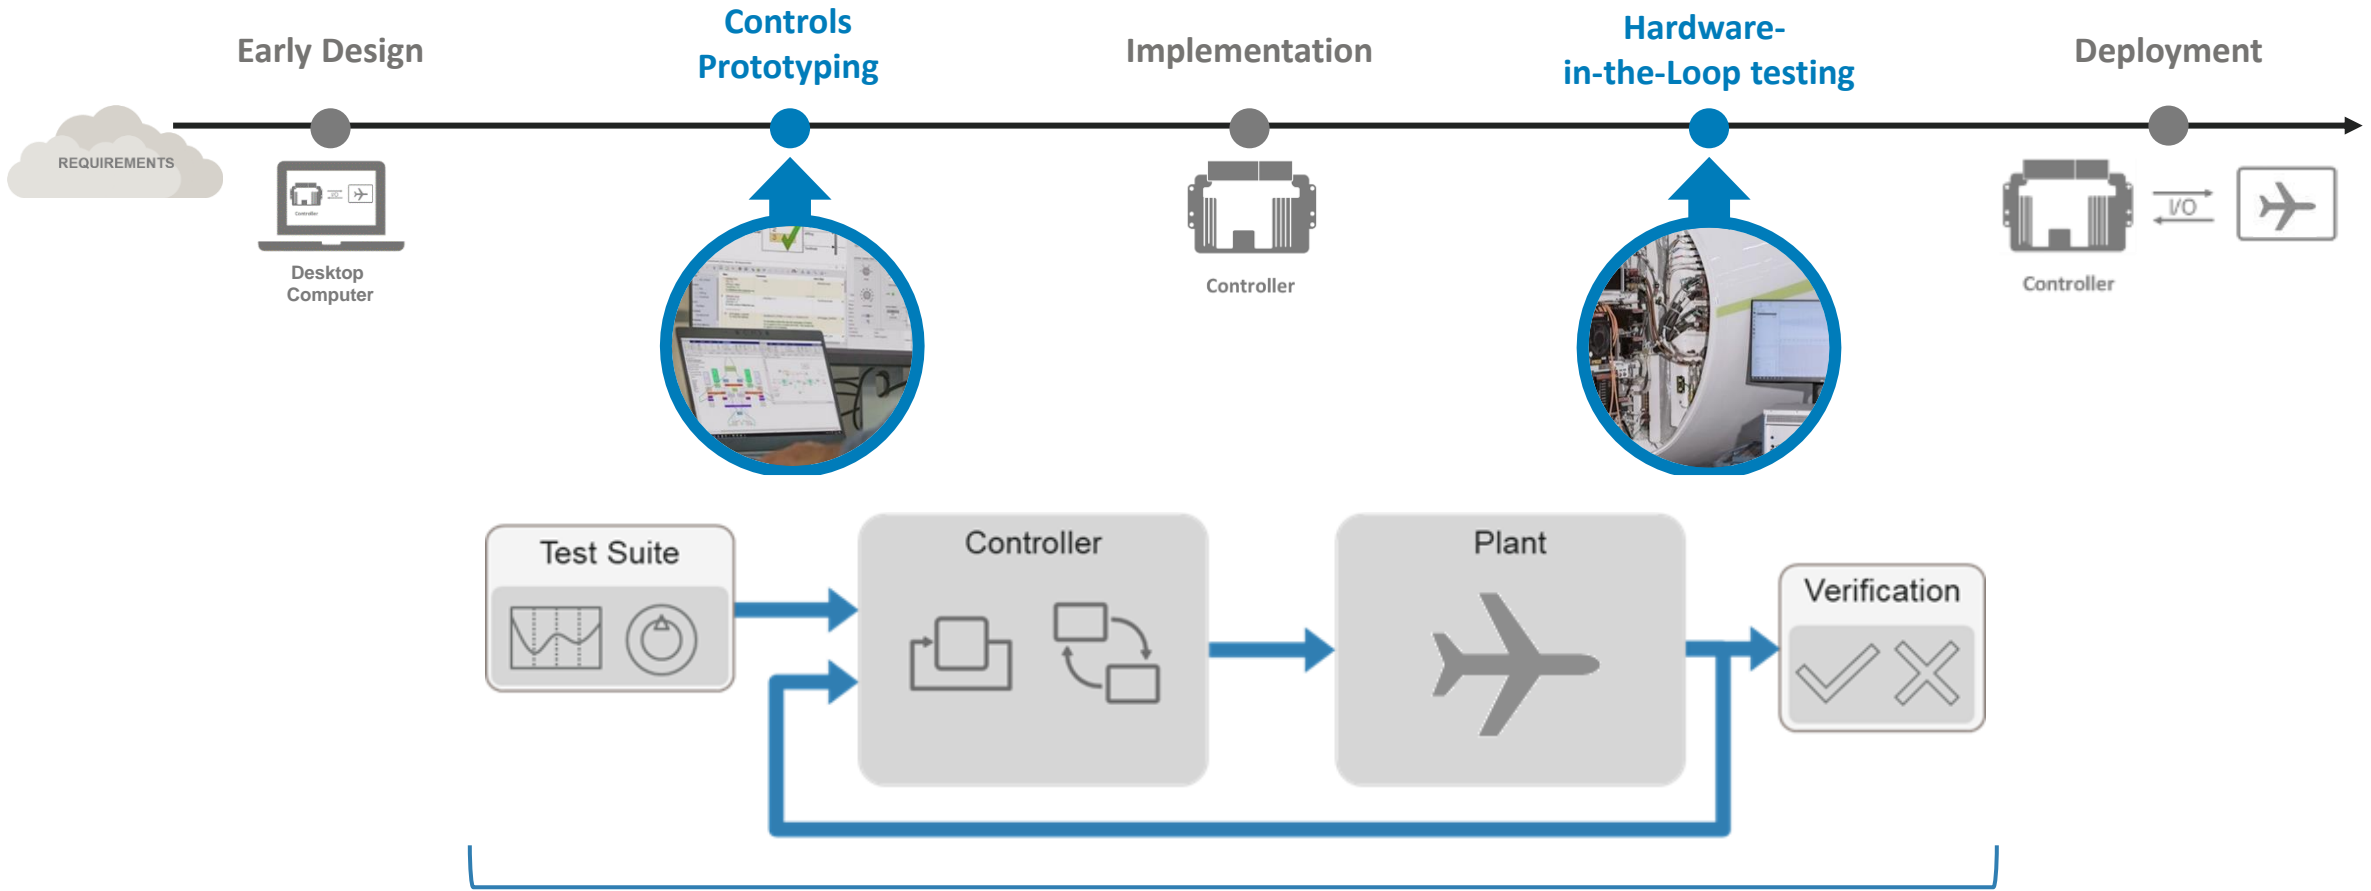 Early Design
Controls
Prototyping
Implementation
Hardware-
in-the-Loop testing
Deployment
REQUIREMENTS
I/O
Controller
Desktop
Computer
Controller
I/O
Controller
Test Suite
Controller
Plant
Verification